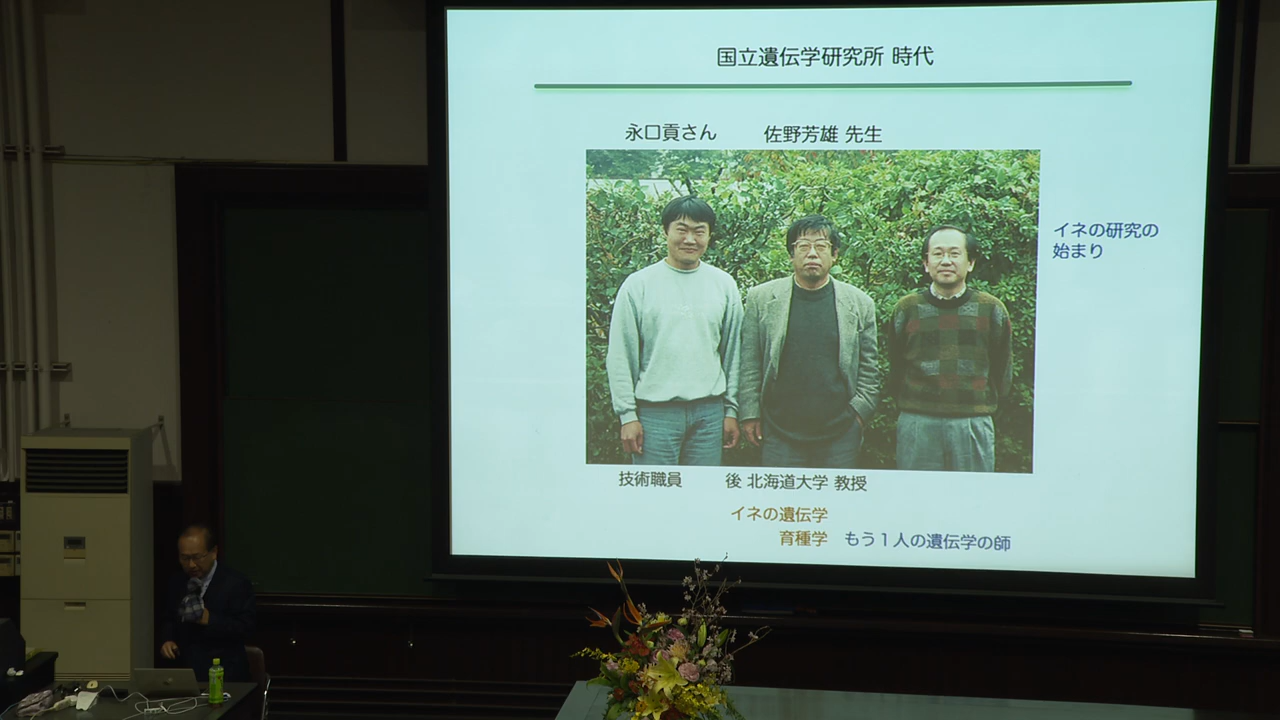 国立遺伝学研究所 時代
永口貢さん 佐野芳雄 先生
イネの研究の
始まり
技術職員 後 北海道大学 教授
イネの遺伝学
育種学 もう1人の遺伝学の師